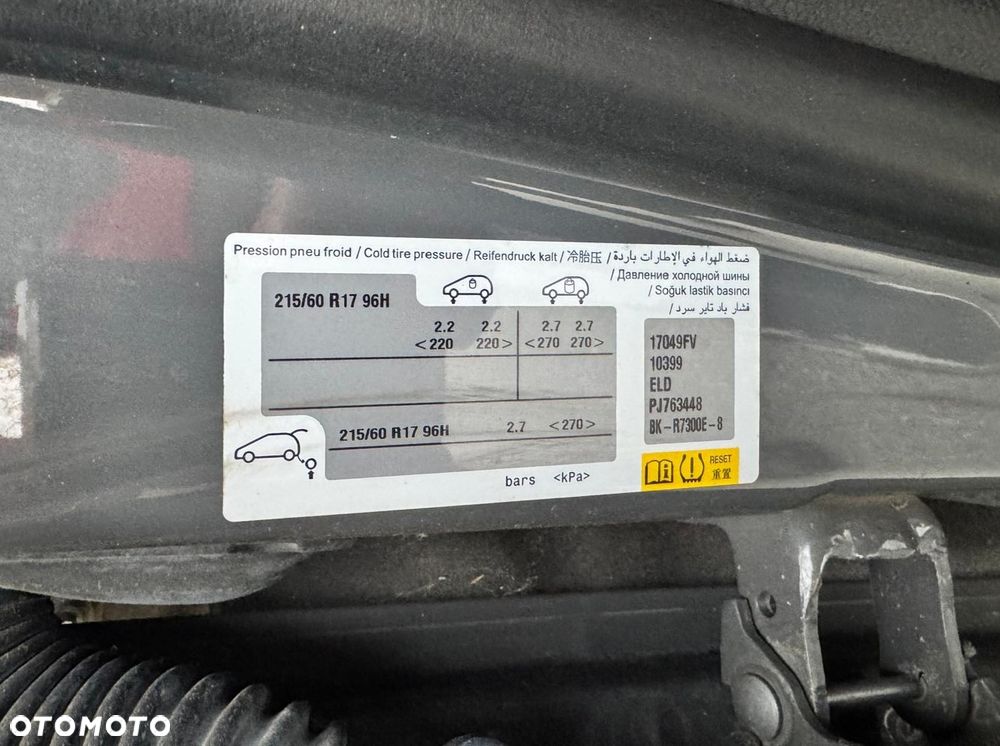 Pression pneu froid / Cold tire pressure / Reifendruck kalt / 冷胎压 / ضغط الهواء في الإطارات باردة
/ Давление холодной шины
/ Soğuk lastik basıncı
/ فشار باد تایر سرد
215/60 R17 96H
2.2 2.2 2.7 2.7
<220 220> <270 270>
215/60 R17 96H 2.7 <270>
bars <kPa>
17049FV
10399
ELD
PJ763448
BK-R7300E-8
RESET
重置
OTOMOTO